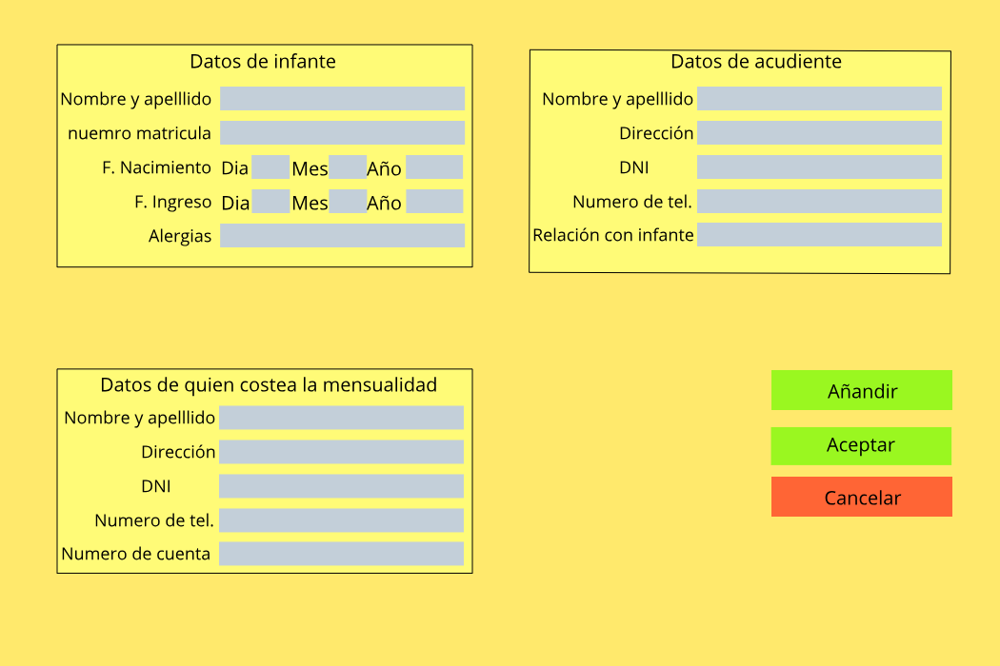 Datos de infante
Nombre y apelllido
nuemro matricula
F. Nacimiento Dia Mes Año
F. Ingreso Dia Mes Año
Alergias
Datos de acudiente
Nombre y apelllido
Dirección
DNI
Numero de tel.
Relación con infante
Datos de quien costea la mensualidad
Nombre y apelllido
Dirección
DNI
Numero de tel.
Numero de cuenta
Añandir
Aceptar
Cancelar